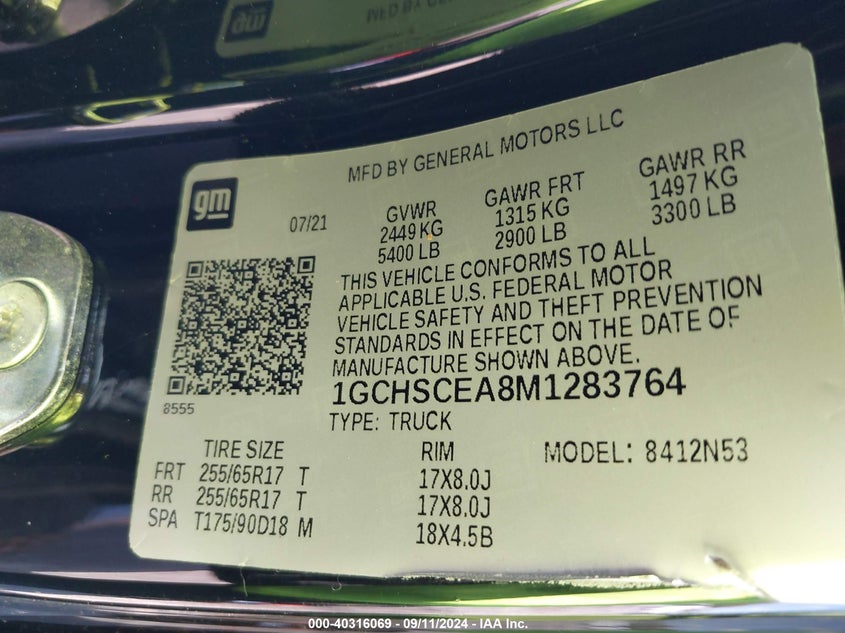 MFD BY GENERAL MOTORS LLC
gm
07/21
GVWR
2449 KG
5400 LB
GAWR FRT
1315 KG
2900 LB
GAWR RR
1497 KG
3300 LB
THIS VEHICLE CONFORMS TO ALL
APPLICABLE U.S. FEDERAL MOTOR
VEHICLE SAFETY AND THEFT PREVENTION
STANDARDS IN EFFECT ON THE DATE OF
MANUFACTURE SHOWN ABOVE.
1GCHSCEA8M1283764
8555
TYPE: TRUCK
TIRE SIZE RIM MODEL: 8412N53
FRT 255/65R17 T 17X8.0J
RR 255/65R17 T 17X8.0J
SPA T175/90D18 M 18X4.5B
000-40316069 - 09/11/2024 - IAA Inc.